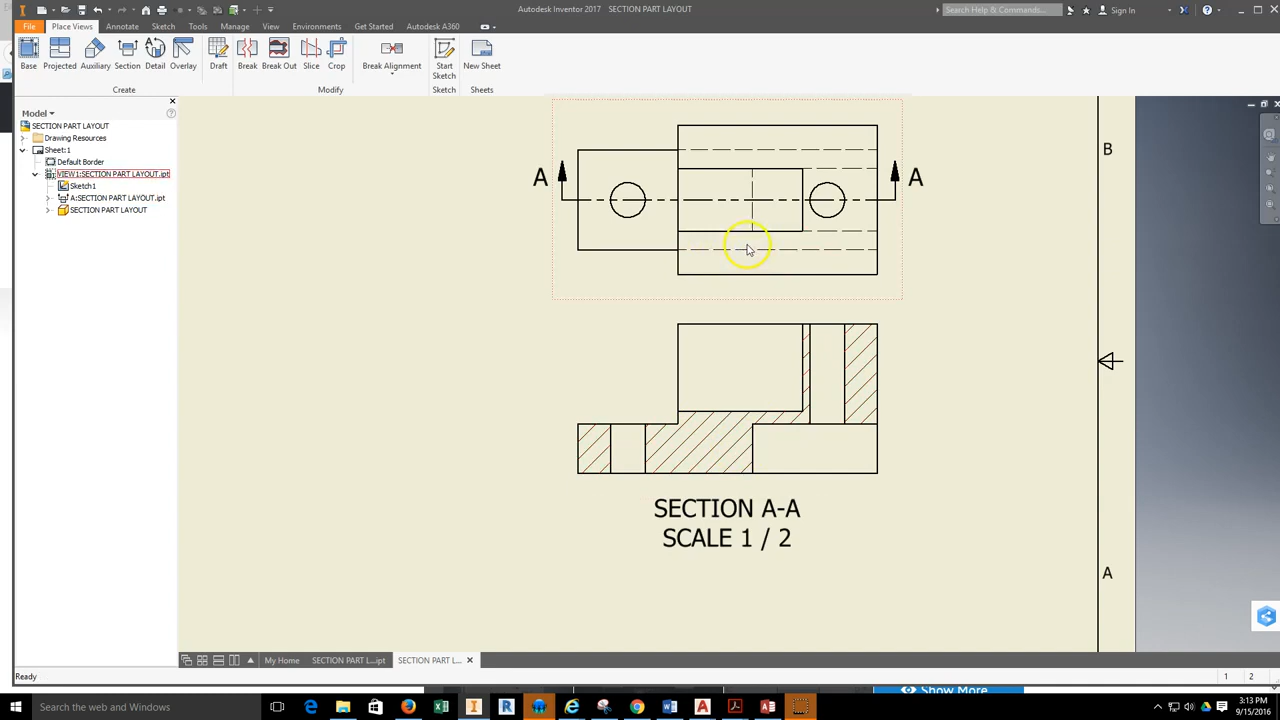 Autodesk Inventor 2017 SECTION PART LAYOUT
Search Help & Commands...
Sign In
File Place Views Annotate Sketch Tools Manage View Environments Get Started Autodesk A360
Base Projected Auxiliary Section Detail Overlay Draft Break Break Out Slice Crop Break Alignment Start Sketch New Sheet
Create Modify Sketch Sheets
Model
SECTION PART LAYOUT
Drawing Resources
Sheet:1
Default Border
VIEW1:SECTION PART LAYOUT.ipt
Sketch1
A:SECTION PART LAYOUT.ipt
SECTION PART LAYOUT
A A
B
SECTION A-A
SCALE 1 / 2
A
My Home SECTION PART L...ipt SECTION PART L...
Ready 1 2
Show More
Search the web and Windows
3:13 PM
9/15/2016